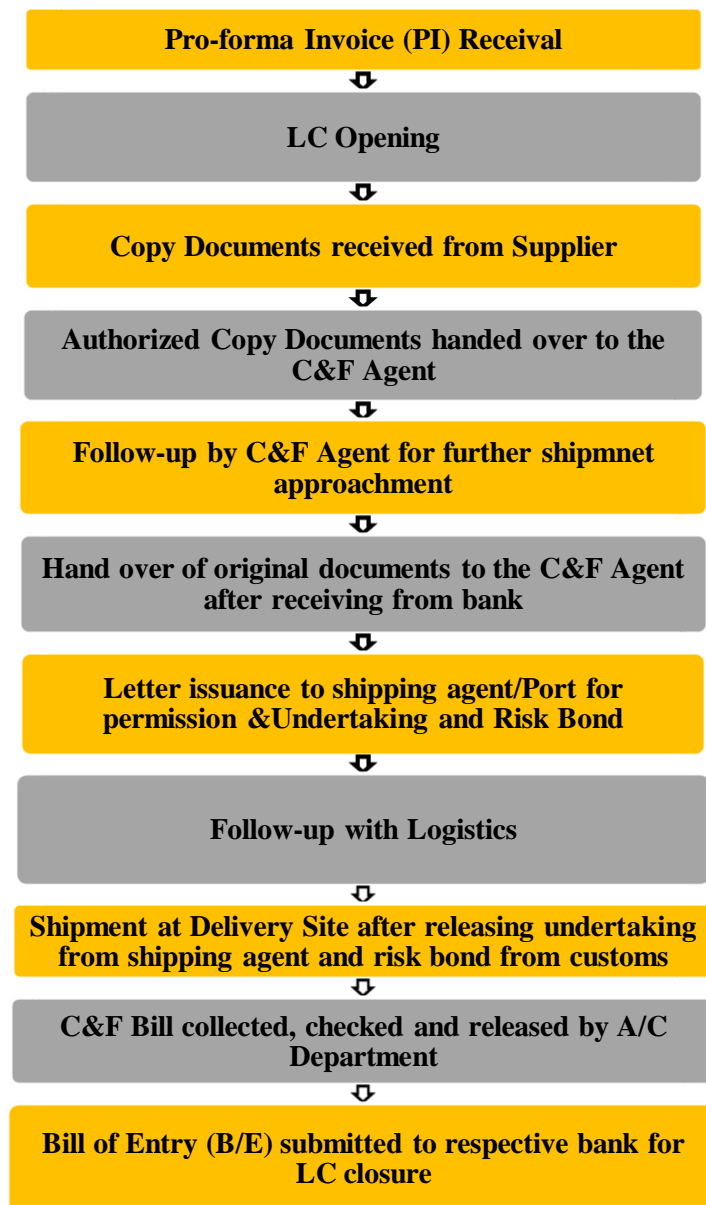 Pro-forma Invoice (PI) Receival
LC Opening
Copy Documents received from Supplier
Authorized Copy Documents handed over to the
C&F Agent
Follow-up by C&F Agent for further shipmnet
approachment
Hand over of original documents to the C&F Agent
after receiving from bank
Letter issuance to shipping agent/Port for
permission &Undertaking and Risk Bond
Follow-up with Logistics
Shipment at Delivery Site after releasing undertaking
from shipping agent and risk bond from customs
C&F Bill collected, checked and released by A/C
Department
Bill of Entry (B/E) submitted to respective bank for
LC closure